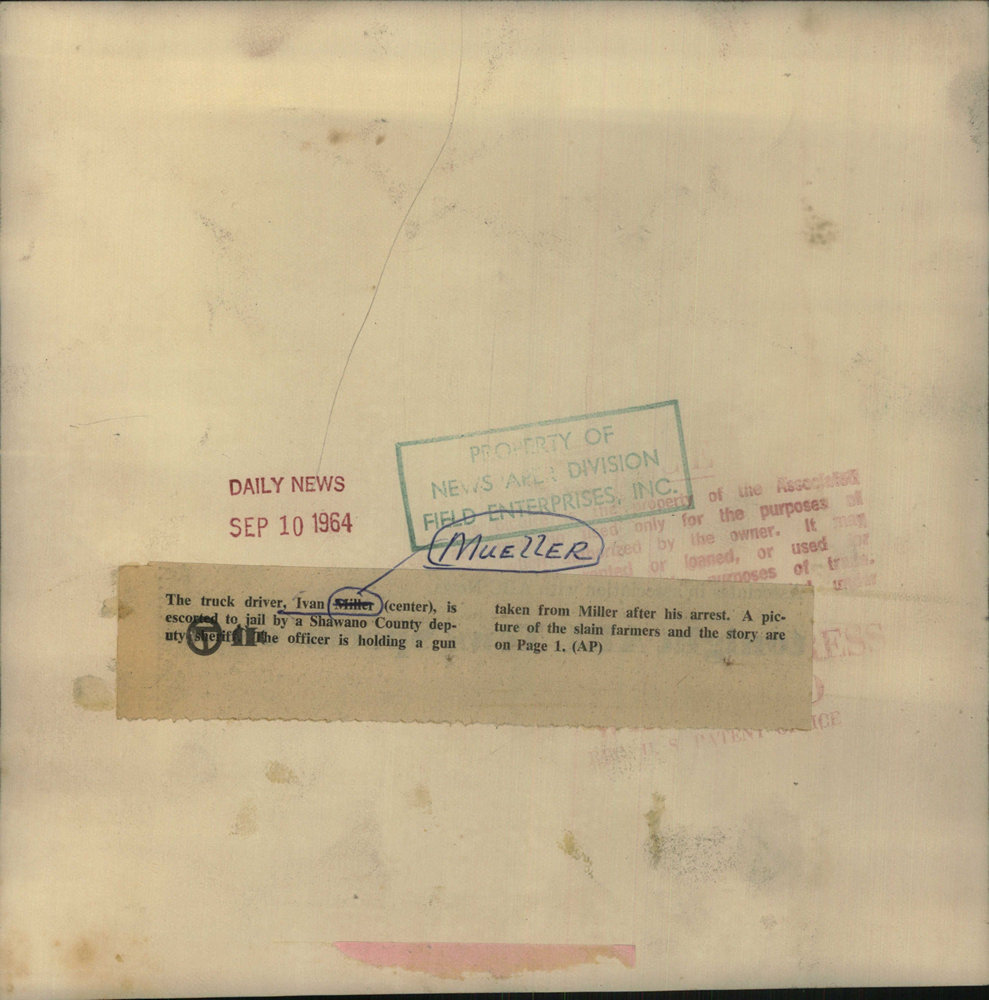 PROPERTY OF
NEWS AREA DIVISION
FIELD ENTERPRISES, INC.
DAILY NEWS
SEP 10 1964
property of the Associated
only for the purposes of
by the owner. It may
or loaned, or used for
purposes of trade.
MUELLER
The truck driver, Ivan Miller (center), is
escorted to jail by a Shawano County dep-
uty sheriff. The officer is holding a gun
taken from Miller after his arrest. A pic-
ture of the slain farmers and the story are
on Page 1. (AP)
U. S. PATENT OFFICE